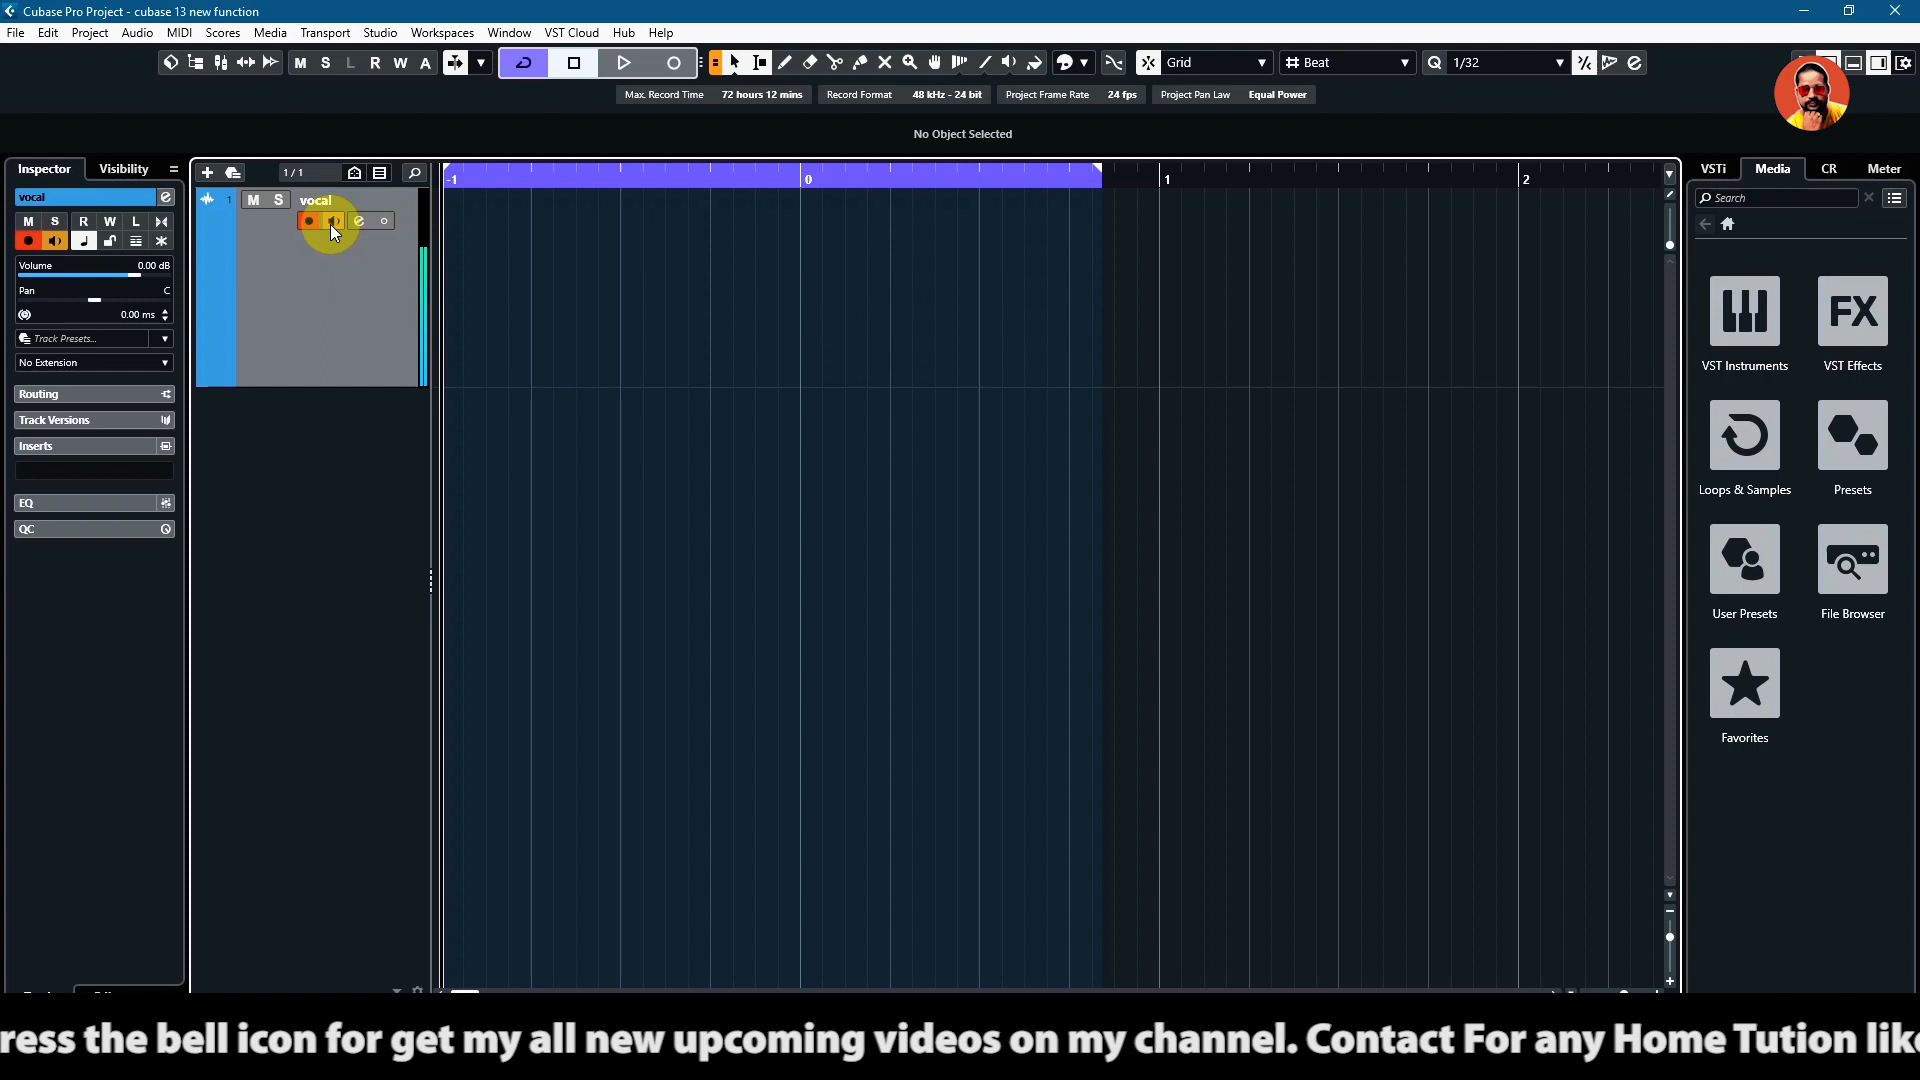 Cubase Pro Project - cubase 13 new function
File Edit Project Audio MIDI Scores Media Transport Studio Workspaces Window VST Cloud Hub Help
M S L R W A Grid Beat Q 1/32
Max. Record Time 72 hours 12 mins Record Format 48 kHz - 24 bit Project Frame Rate 24 fps Project Pan Law Equal Power
No Object Selected
Inspector Visibility
1 / 1
-1 0 1 2
VSTi Media CR Meter
vocal
1 M S vocal
Search
M S R W L
Volume 0.00 dB
Pan C
0.00 ms
Track Presets...
No Extension
Routing
Track Versions
Inserts
EQ
QC
FX
VST Instruments VST Effects
Loops & Samples Presets
User Presets File Browser
Favorites
ress the bell icon for get my all new upcoming videos on my channel. Contact For any Home Tution like